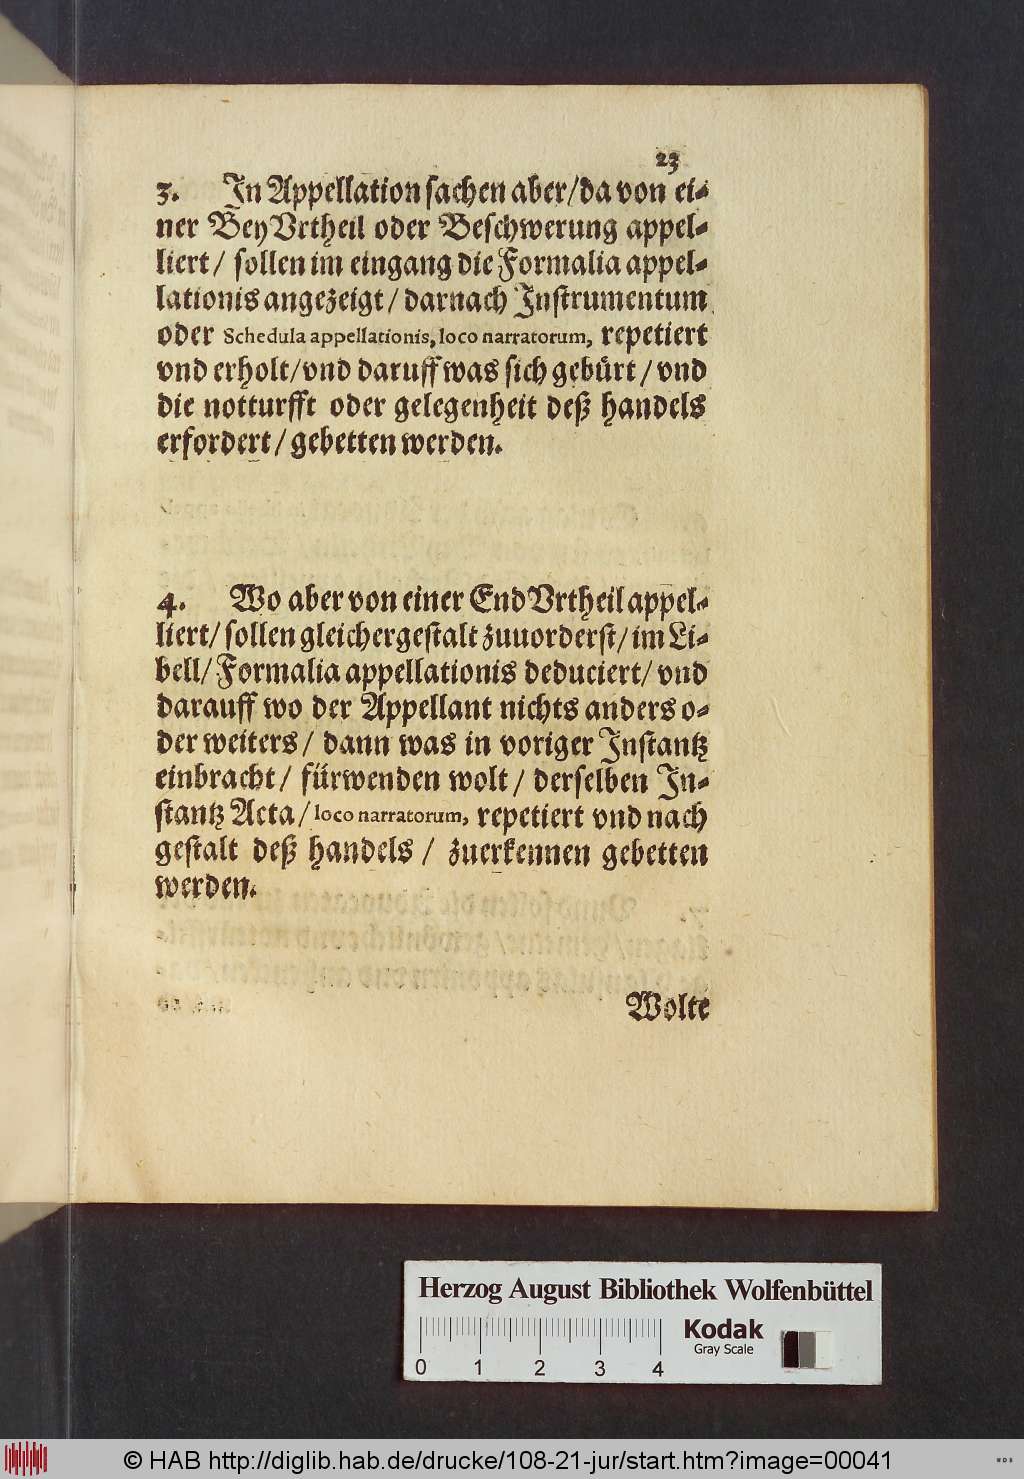 23
3. In Appellation sachen aber/da von ei-
ner BeyVrtheil oder Beschwerung appel-
liert/ sollen im eingang die Formalia appel-
lationis angezeigt/ darnach Instrumentum
oder Schedula appellationis, loco narratorum, repetiert
vnd erholt/vnd daruff was sich gebürt/ vnd
die notturfft oder gelegenheit deß handels
erfordert/ gebetten werden.
4. Wo aber von einer EndVrtheil appel-
liert/ sollen gleichergestalt zuuorderst/ im Li-
bell/ Formalia appellationis deduciert/ vnd
darauff wo der Appellant nichts anders o-
der weiters/ dann was in voriger Instantz
einbracht/ fürwenden wolt/ derselben In-
stantz Acta/ loco narratorum, repetiert vnd nach
gestalt deß handels/ zuerkennen gebetten
werden.
Wolte
Herzog August Bibliothek Wolfenbüttel
Kodak
Gray Scale
0 1 2 3 4
© HAB http://diglib.hab.de/drucke/108-21-jur/start.htm?image=00041